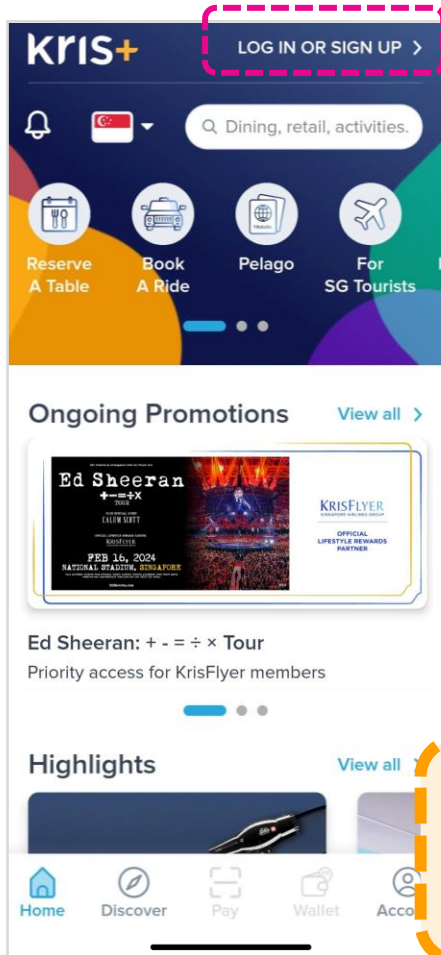 kris+
LOG IN OR SIGN UP >
Dining, retail, activities.
TRAVEL
Reserve
A Table
Book
A Ride
Pelago
For
SG Tourists
Ongoing Promotions
View all >
Ed Sheeran
+-=÷x
TOUR
CALUM SCOTT
KRISFLYER
FEB 16, 2024
NATIONAL STADIUM, SINGAPORE
KRISFLYER
SINGAPORE AIRLINES GROUP
OFFICIAL
LIFESTYLE REWARDS
PARTNER
Ed Sheeran: + - = ÷ × Tour
Priority access for KrisFlyer members
Highlights
View all
Home
Discover
Pay
Wallet
Acco